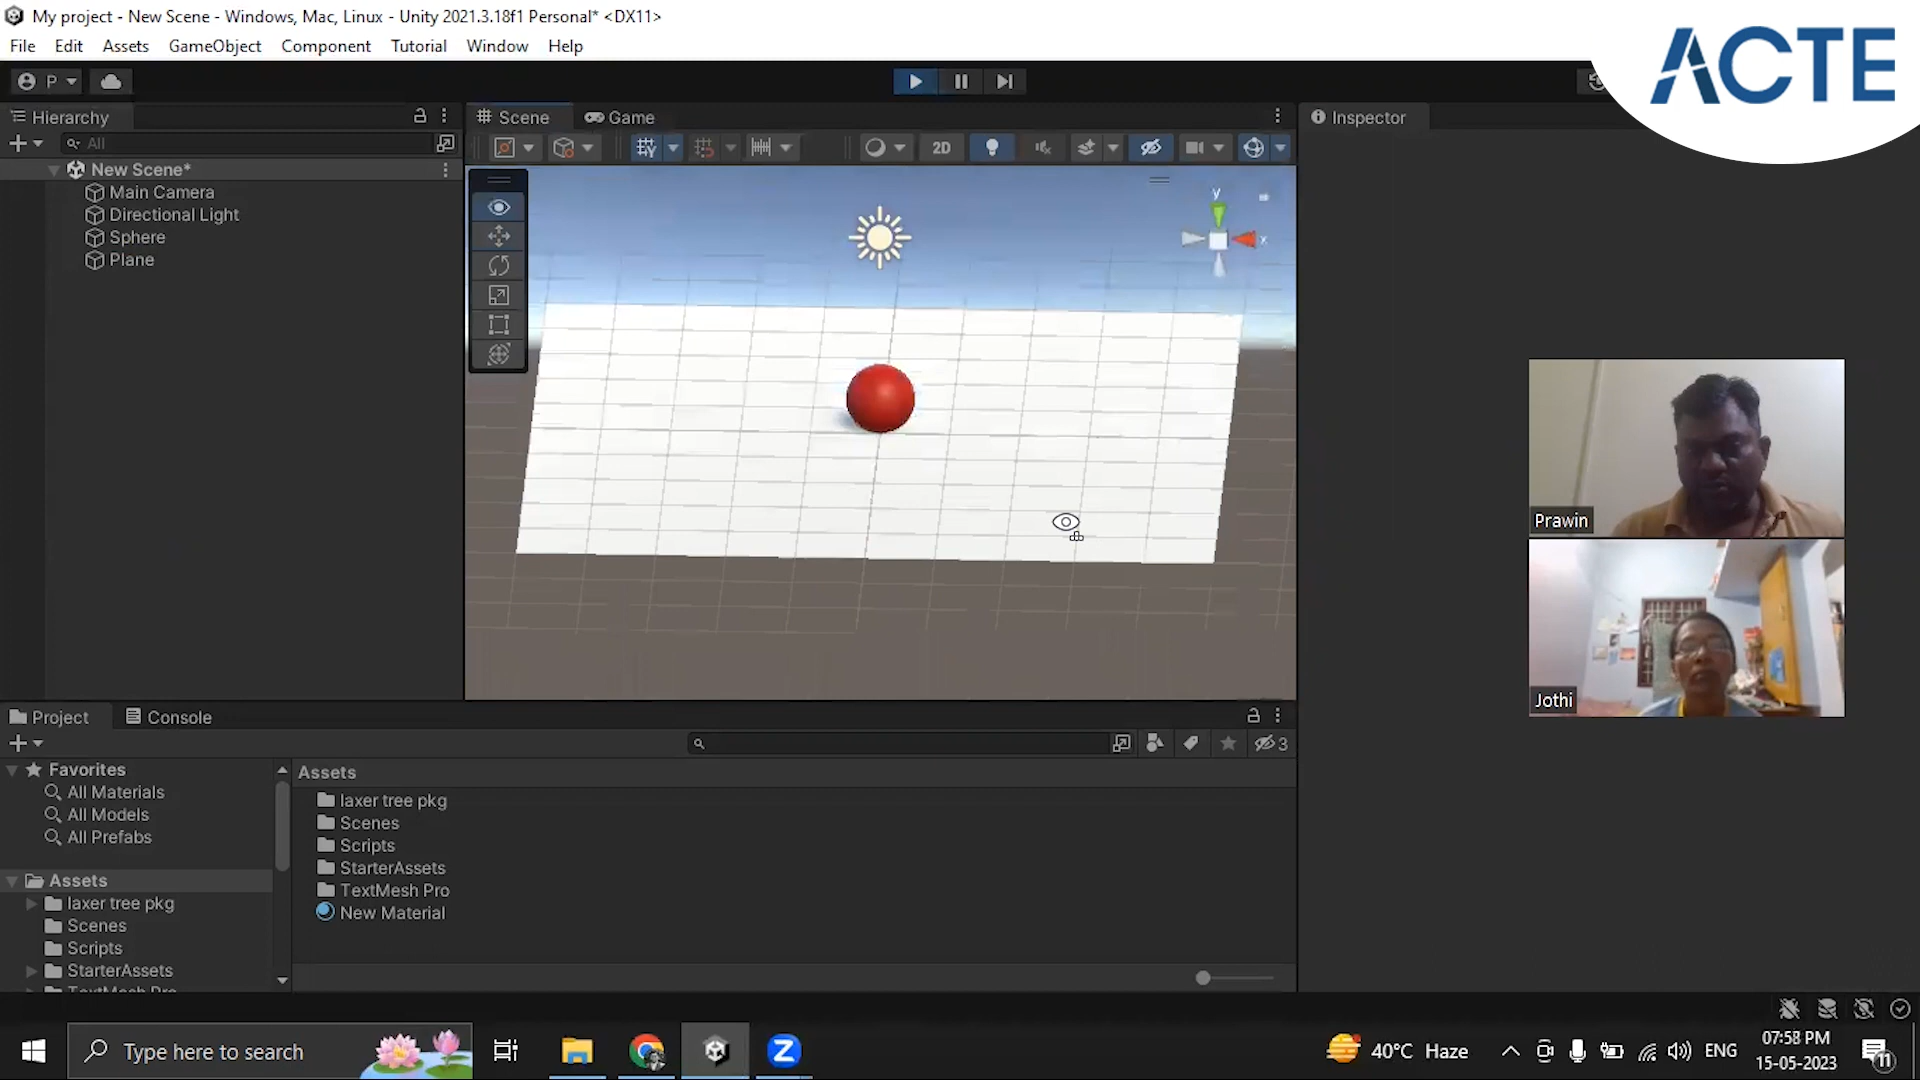 My project - New Scene - Windows, Mac, Linux - Unity 2021.3.18f1 Personal* <DX11>
ACTE
File Edit Assets GameObject Component Tutorial Window Help
P
Hierarchy
Scene
Game
Inspector
All
2D
New Scene*
Main Camera
Directional Light
Sphere
Plane
y
x
Prawin
Jothi
Project
Console
3
Favorites
All Materials
All Models
All Prefabs
Assets
laxer tree pkg
Scenes
Scripts
StarterAssets
TextMesh Pro
Assets
laxer tree pkg
Scenes
Scripts
StarterAssets
TextMesh Pro
New Material
Type here to search
Z
40°C Haze
ENG
07:58 PM
15-05-2023
11